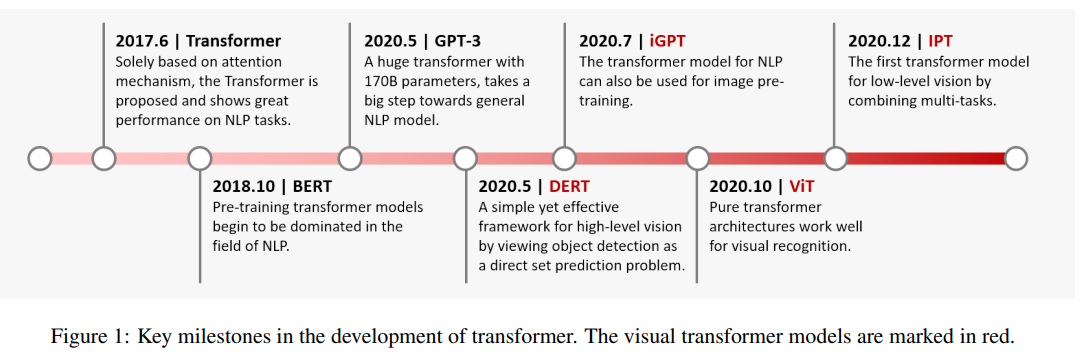 2017.6 | Transformer
Solely based on attention
mechanism, the Transformer is
proposed and shows great
performance on NLP tasks.
2018.10 | BERT
Pre-training transformer models
begin to be dominated in the
field of NLP.
2020.5 | GPT-3
A huge transformer with
170B parameters, takes a
big step towards general
NLP model.
2020.5 | DERT
A simple yet effective
framework for high-level vision
by viewing object detection as
a direct set prediction problem.
2020.7 | iGPT
The transformer model for NLP
can also be used for image pre-
training.
2020.10 | ViT
Pure transformer
architectures work well
for visual recognition.
2020.12 | IPT
The first transformer model
for low-level vision by
combining multi-tasks.
Figure 1: Key milestones in the development of transformer. The visual transformer models are marked in red.